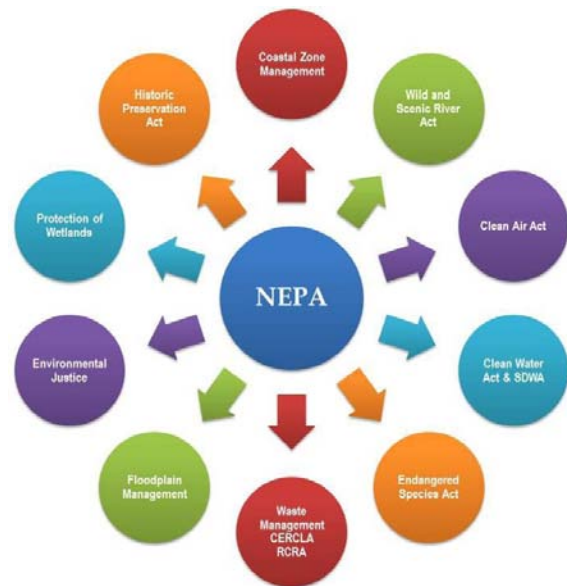 Coastal Zone
Management
Wild and
Scenic River
Act
Clean Air Act
Clean Water
Act & SDWA
Endangered
Species Act
Waste
Management
CERCLA
RCRA
Floodplain
Management
Environmental
Justice
Protection of
Wetlands
Historic
Preservation
Act
NEPA